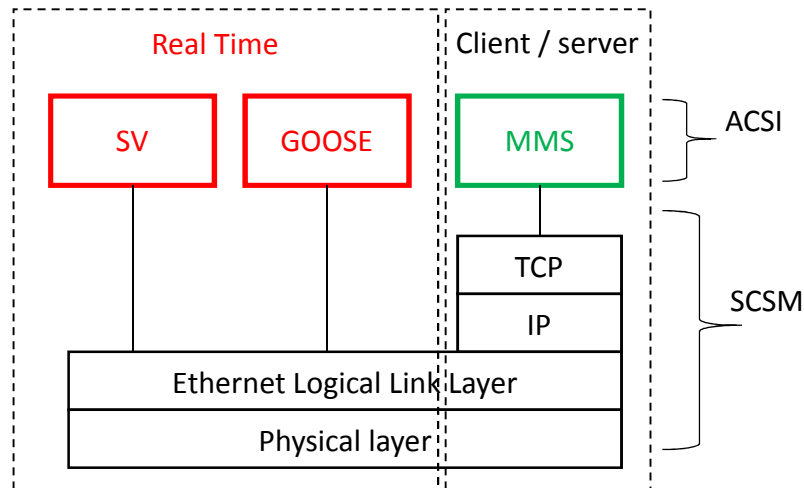 Real Time
Client / server
SV
GOOSE
MMS
ACSI
TCP
SCSM
IP
Ethernet Logical Link Layer
Physical layer